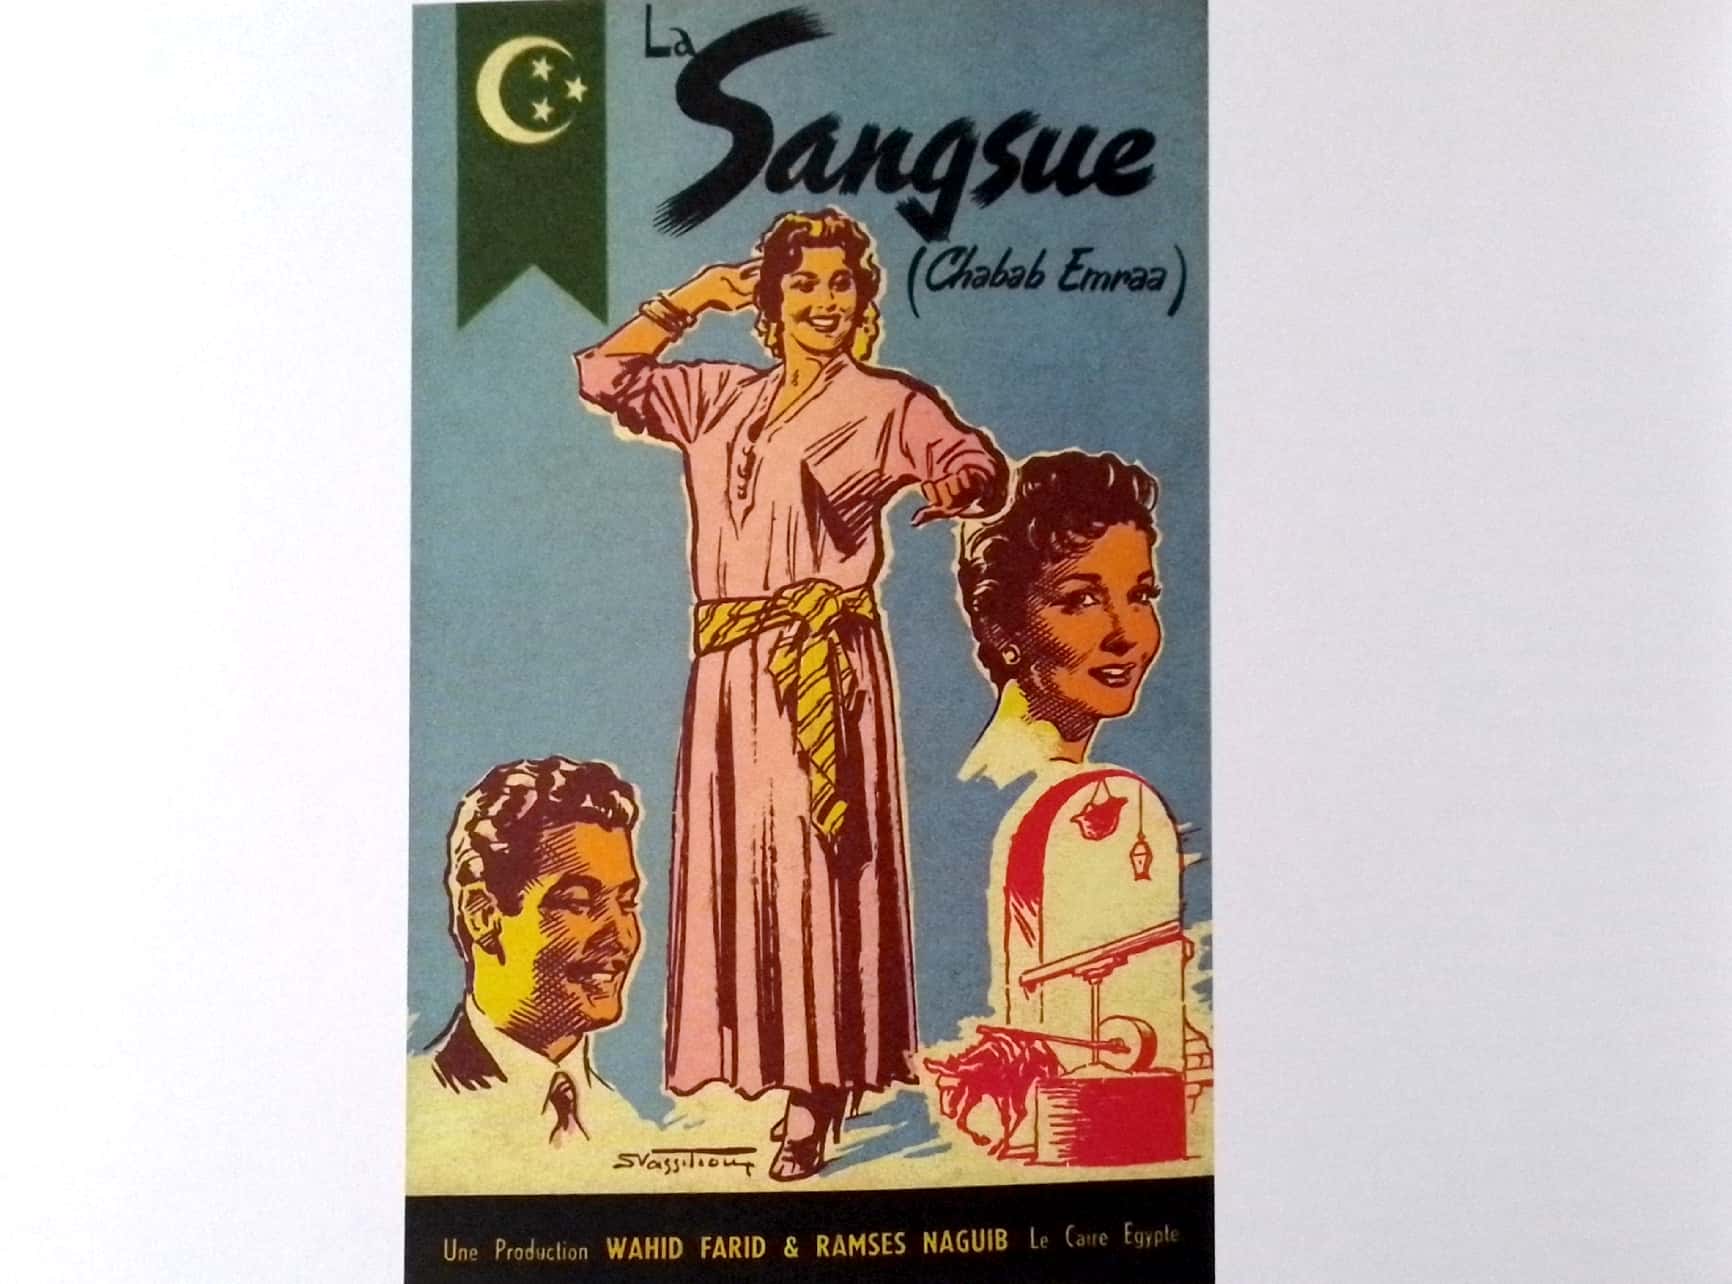 La
Sangsue
(Chabab Emraa)
SVassiliou
Une Production WAHID FARID & RAMSES NAGUIB Le Caire Egypte